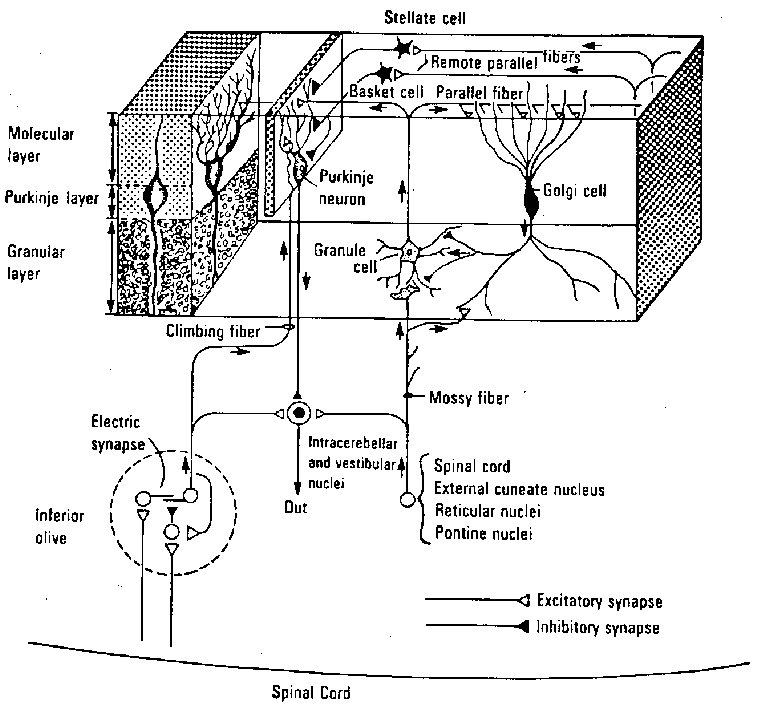 Stellate cell
Remote parallel fibers
Basket cell Parallel fiber
Molecular
layer
Purkinje layer
Granular
layer
Purkinje
neuron
Golgi cell
Granule
cell
Climbing fiber
Mossy fiber
Electric
synapse
Intracerebellar
and vestibular
nuclei
Out
Inferior
olive
Spinal cord
External cuneate nucleus
Reticular nuclei
Pontine nuclei
Excitatory synapse
Inhibitory synapse
Spinal Cord